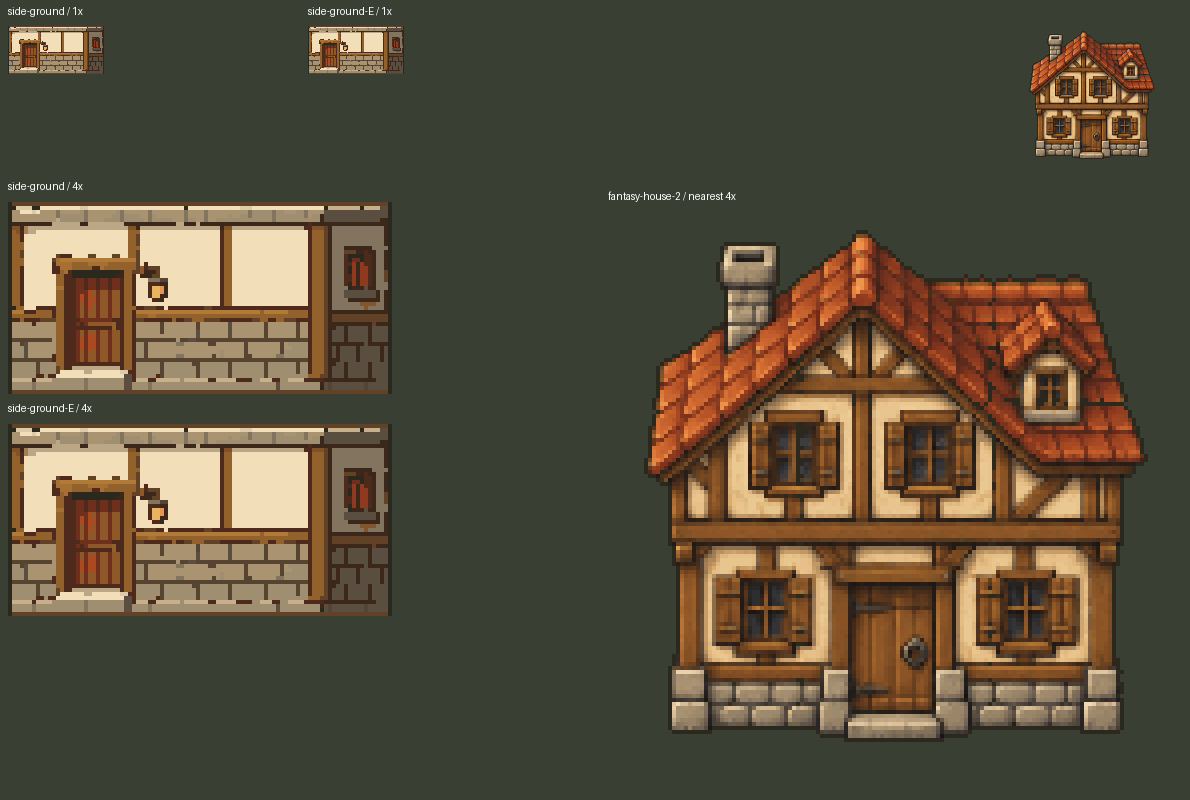 side-ground / 1x
side-ground-E / 1x
side-ground / 4x
fantasy-house-2 / nearest 4x
side-ground-E / 4x